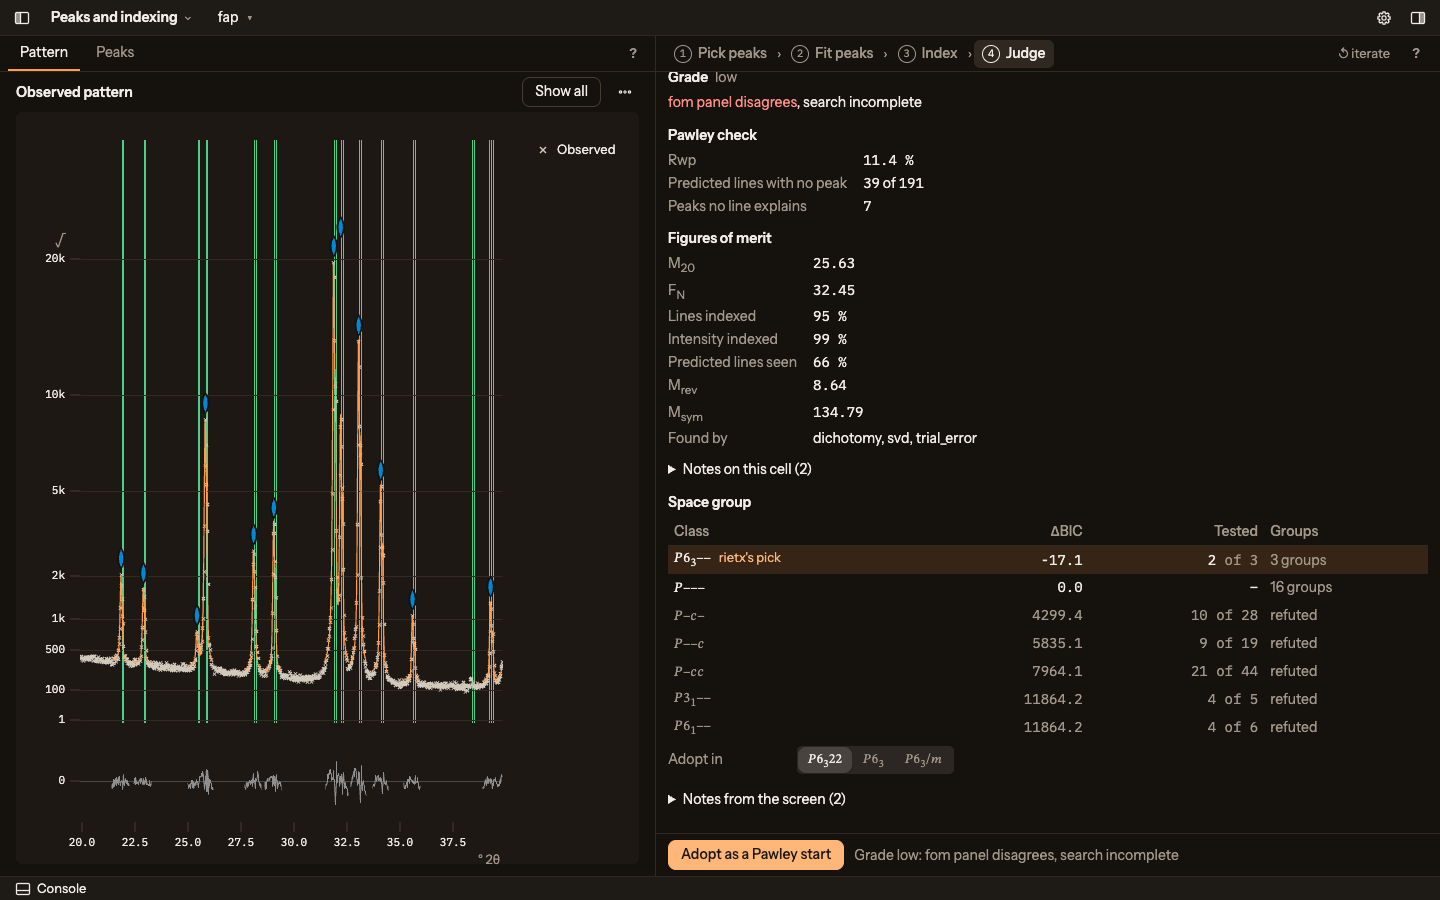 Peaks and indexing fap
Pattern Peaks ?
1 Pick peaks › 2 Fit peaks › 3 Index › 4 Judge iterate ?
Observed pattern Show all
× Observed
√
20k
10k
5k
2k
1k
500
100
1
0
20.0 22.5 25.0 27.5 30.0 32.5 35.0 37.5
°2θ
Grade low
fom panel disagrees, search incomplete
Pawley check
Rwp 11.4 %
Predicted lines with no peak 39 of 191
Peaks no line explains 7
Figures of merit
M20 25.63
FN 32.45
Lines indexed 95 %
Intensity indexed 99 %
Predicted lines seen 66 %
Mrev 8.64
Msym 134.79
Found by dichotomy, svd, trial_error
Notes on this cell (2)
Space group
Class ΔBIC Tested Groups
P63−− rietx's pick -17.1 2 of 3 3 groups
P−−− 0.0 – 16 groups
P−c− 4299.4 10 of 28 refuted
P−−c 5835.1 9 of 19 refuted
P−cc 7964.1 21 of 44 refuted
P31−− 11864.2 4 of 5 refuted
P61−− 11864.2 4 of 6 refuted
Adopt in P6322 P63 P63/m
Notes from the screen (2)
Adopt as a Pawley start Grade low: fom panel disagrees, search incomplete
Console